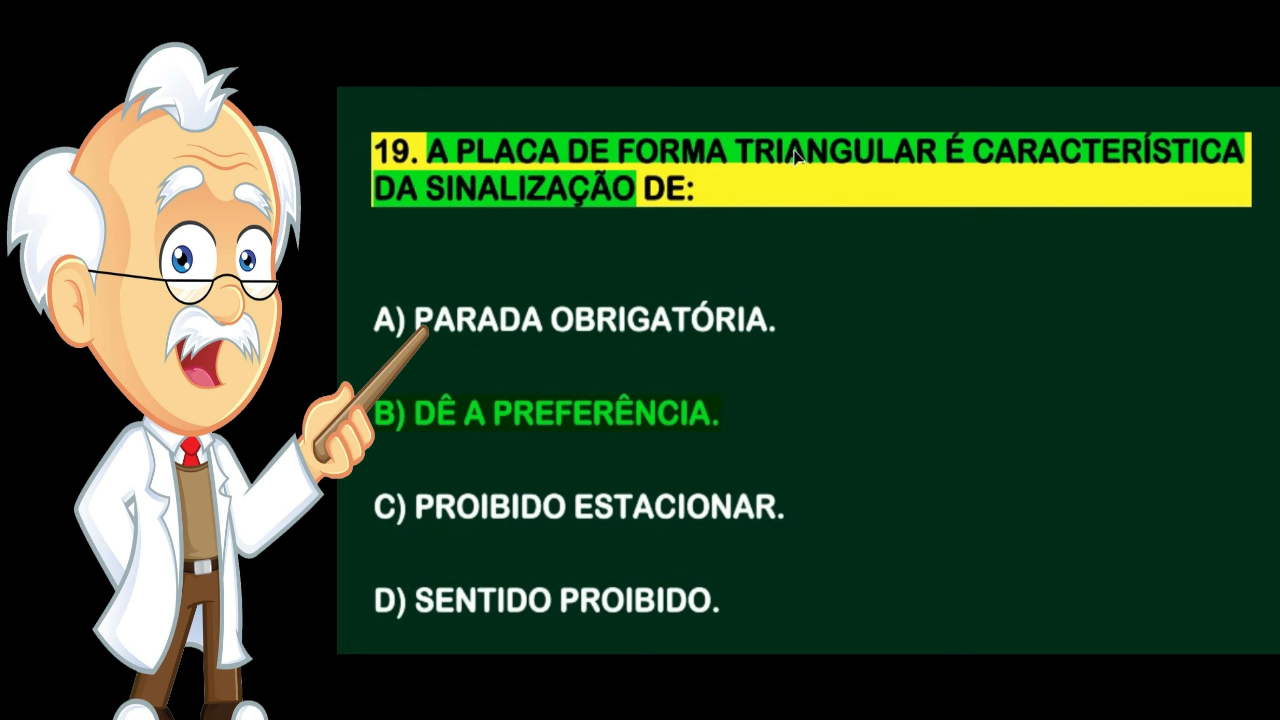 19. A PLACA DE FORMA TRIANGULAR É CARACTERÍSTICA
DA SINALIZAÇÃO DE:
A) PARADA OBRIGATÓRIA.
B) DÊ A PREFERÊNCIA.
C) PROIBIDO ESTACIONAR.
D) SENTIDO PROIBIDO.